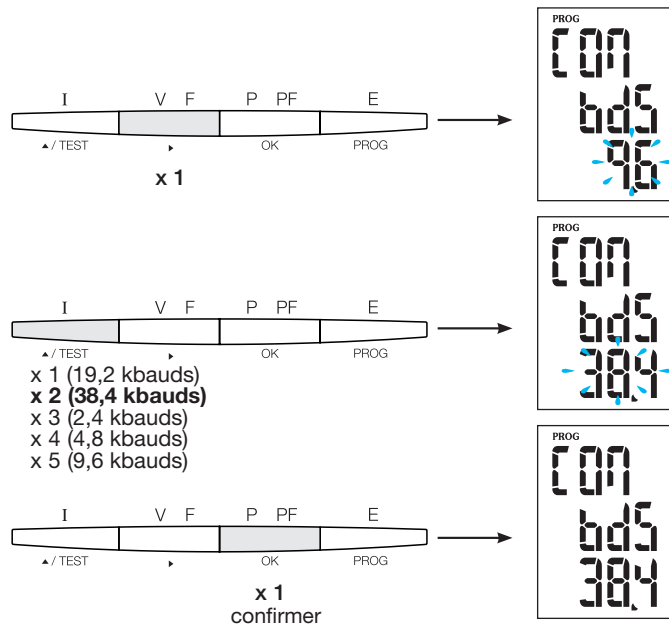 PROG
COM
I V F P PF E
bdS
▲ / TEST ▸ OK PROG
96
x 1
PROG
COM
I V F P PF E
bdS
▲ / TEST ▸ OK PROG
38.4
x 1 (19,2 kbauds)
x 2 (38,4 kbauds)
x 3 (2,4 kbauds)
x 4 (4,8 kbauds)
x 5 (9,6 kbauds)
PROG
COM
I V F P PF E
bdS
▲ / TEST ▸ OK PROG
38.4
x 1
confirmer